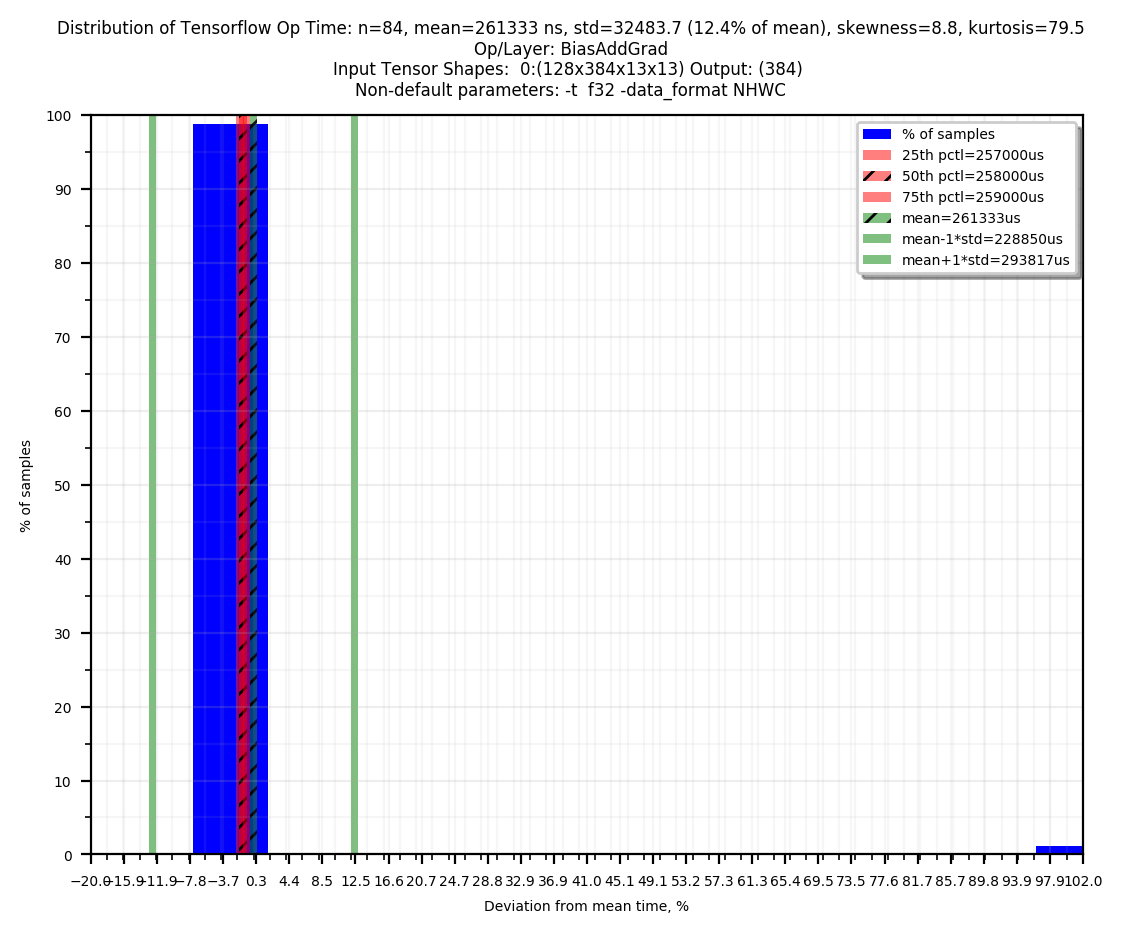 Distribution of Tensorflow Op Time: n=84, mean=261333 ns, std=32483.7 (12.4% of mean), skewness=8.8, kurtosis=79.5
Op/Layer: BiasAddGrad
Input Tensor Shapes:  0:(128x384x13x13) Output: (384)
Non-default parameters: -t  f32 -data_format NHWC
% of samples
25th pctl=257000us
50th pctl=258000us
75th pctl=259000us
mean=261333us
mean-1*std=228850us
mean+1*std=293817us
100
90
80
70
60
50
40
30
20
10
0
% of samples
−20.0 −15.9 −11.9 −7.8 −3.7 0.3 4.4 8.5 12.5 16.6 20.7 24.7 28.8 32.9 36.9 41.0 45.1 49.1 53.2 57.3 61.3 65.4 69.5 73.5 77.6 81.7 85.7 89.8 93.9 97.9 102.0
Deviation from mean time, %